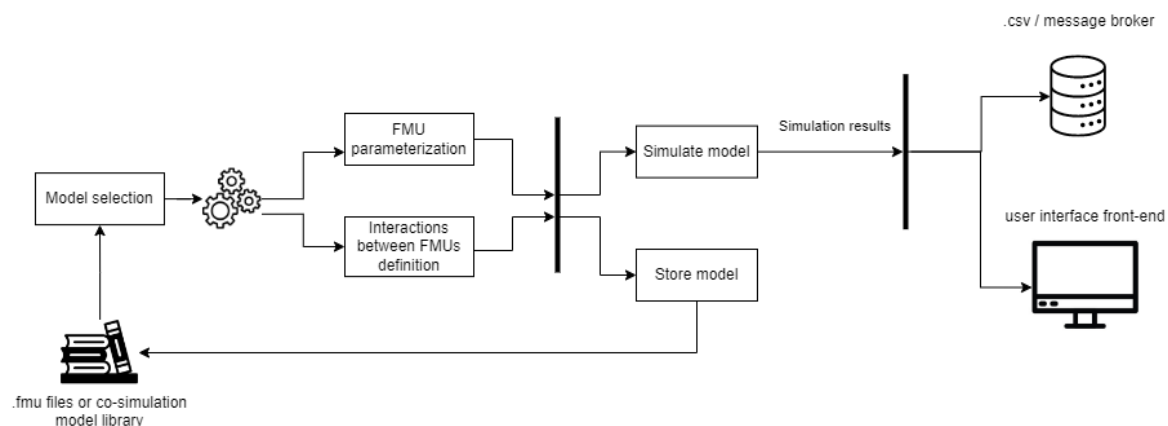 .csv / message broker
FMU
parameterization
Simulation results
Simulate model
Model selection
Interactions
between FMUs
definition
user interface front-end
Store model
.fmu files or co-simulation
model library